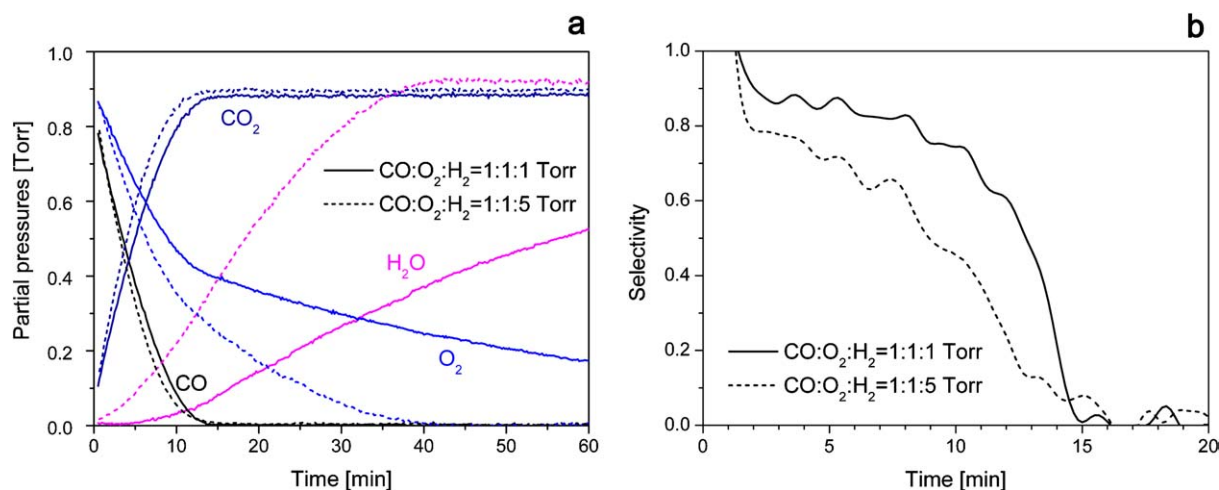 a
1.0
0.8
0.6
0.4
0.2
0.0
Partial pressures [Torr]
CO₂
CO:O₂:H₂=1:1:1 Torr
CO:O₂:H₂=1:1:5 Torr
H₂O
O₂
CO
0 10 20 30 40 50 60
Time [min]
b
1.0
0.8
0.6
0.4
0.2
0.0
Selectivity
CO:O₂:H₂=1:1:1 Torr
CO:O₂:H₂=1:1:5 Torr
0 5 10 15 20
Time [min]